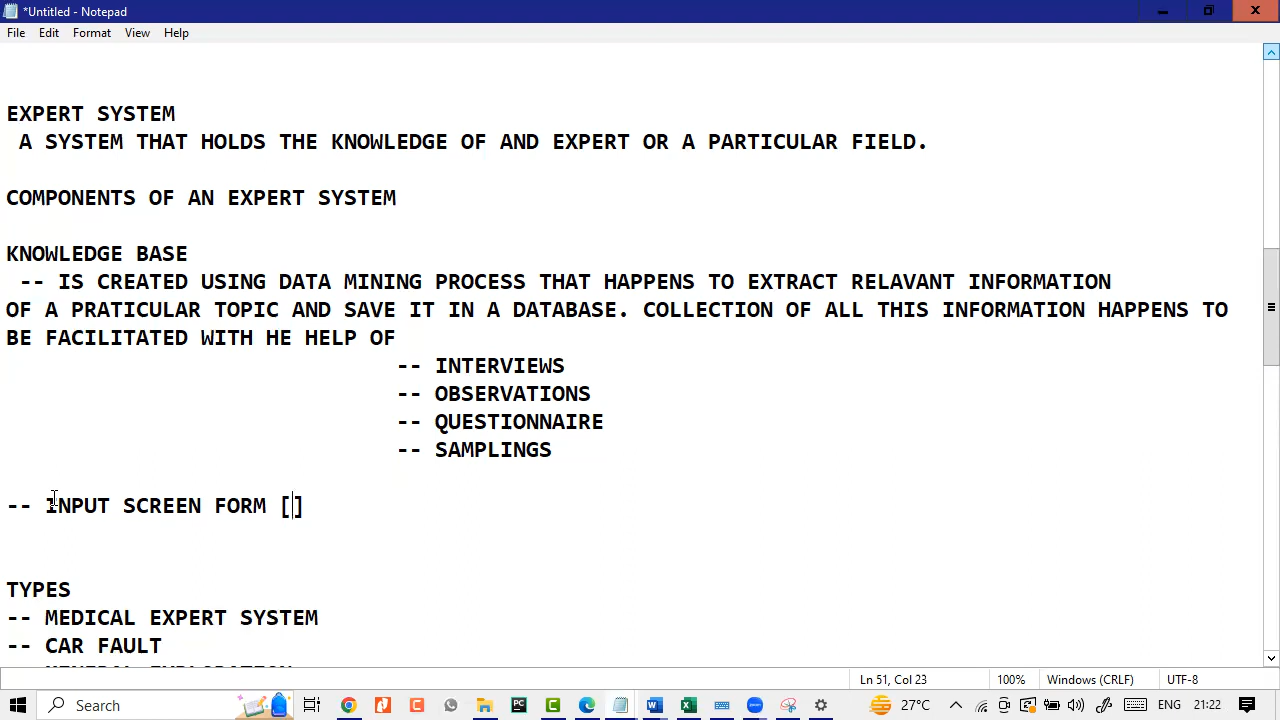 *Untitled - Notepad
File Edit Format View Help
EXPERT SYSTEM
A SYSTEM THAT HOLDS THE KNOWLEDGE OF AND EXPERT OR A PARTICULAR FIELD.
COMPONENTS OF AN EXPERT SYSTEM
KNOWLEDGE BASE
-- IS CREATED USING DATA MINING PROCESS THAT HAPPENS TO EXTRACT RELAVANT INFORMATION
OF A PRATICULAR TOPIC AND SAVE IT IN A DATABASE. COLLECTION OF ALL THIS INFORMATION HAPPENS TO
BE FACILITATED WITH HE HELP OF
-- INTERVIEWS
-- OBSERVATIONS
-- QUESTIONNAIRE
-- SAMPLINGS
-- INPUT SCREEN FORM []
TYPES
-- MEDICAL EXPERT SYSTEM
-- CAR FAULT
-- MINERAL EXPLORATION
Ln 51, Col 23 100% Windows (CRLF) UTF-8
Search 27°C ENG 21:22